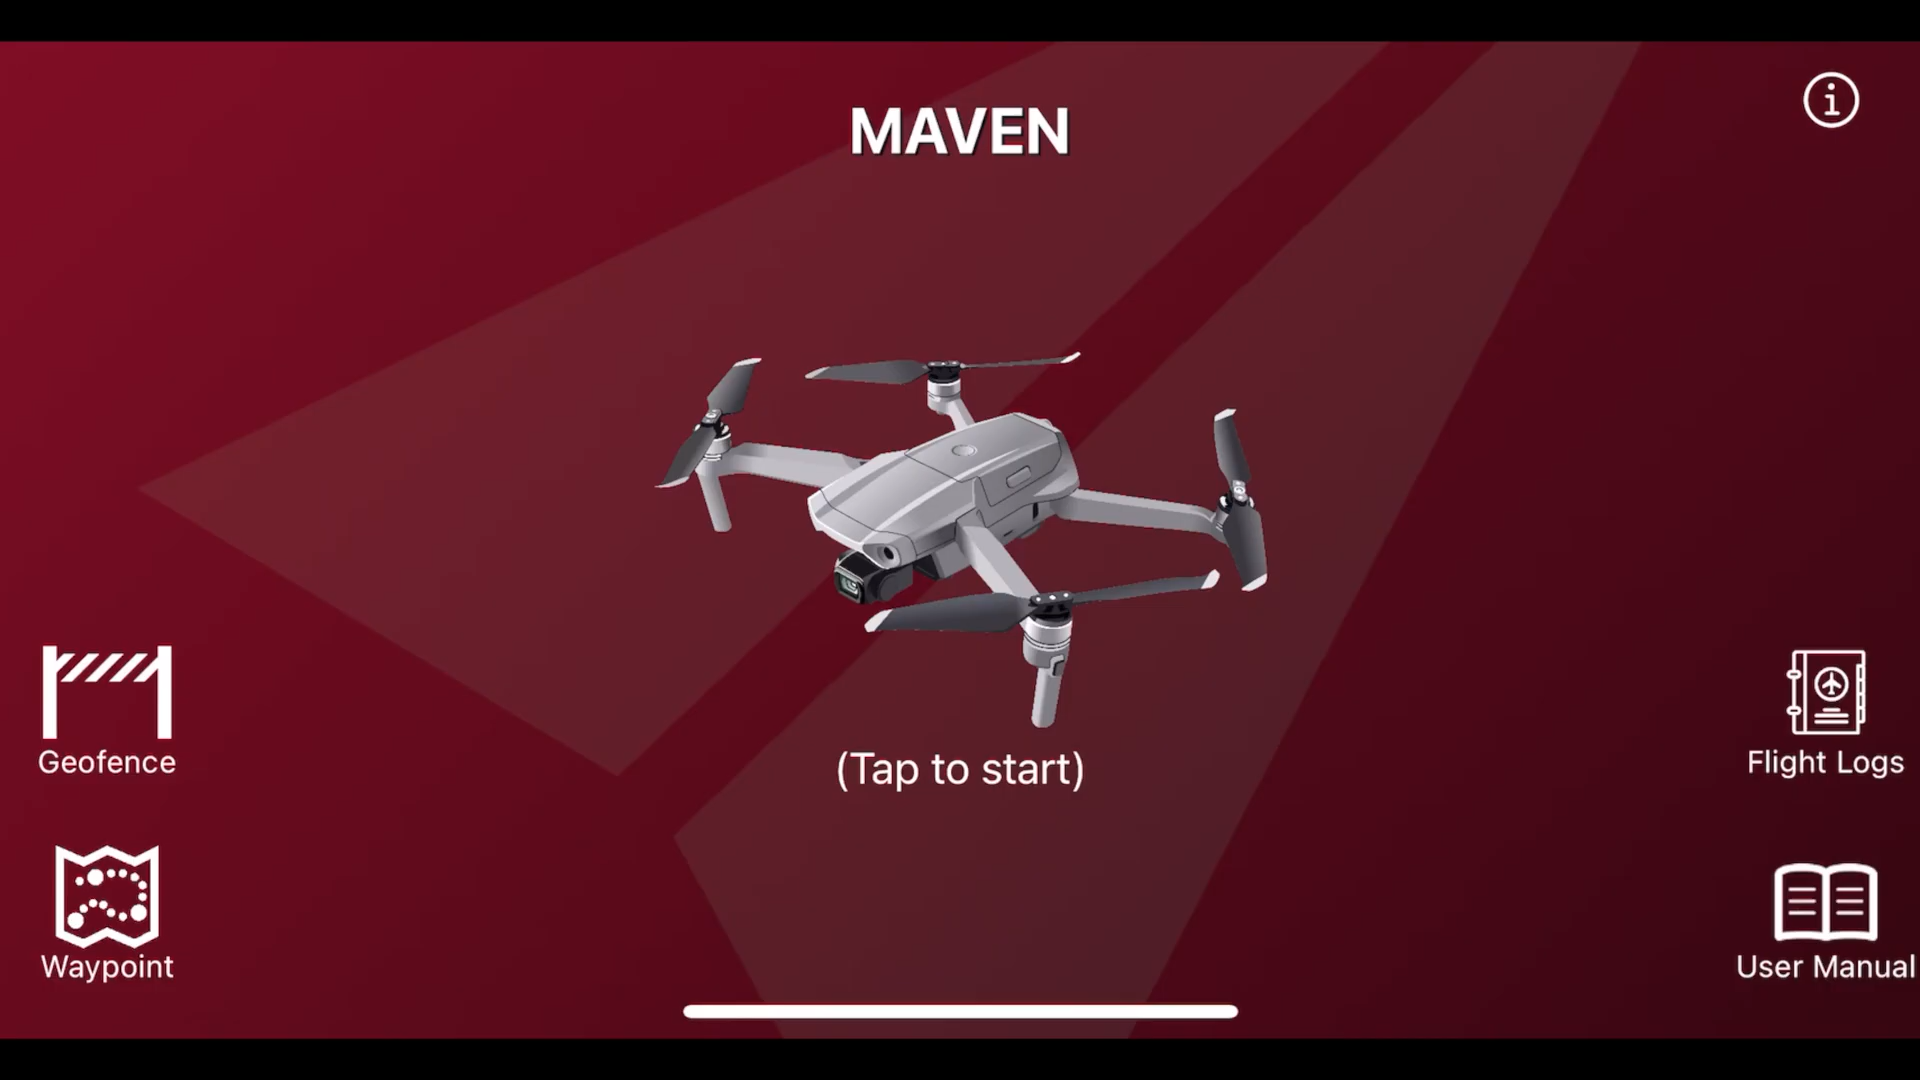 MAVEN
(Tap to start)
Geofence
Waypoint
Flight Logs
User Manual